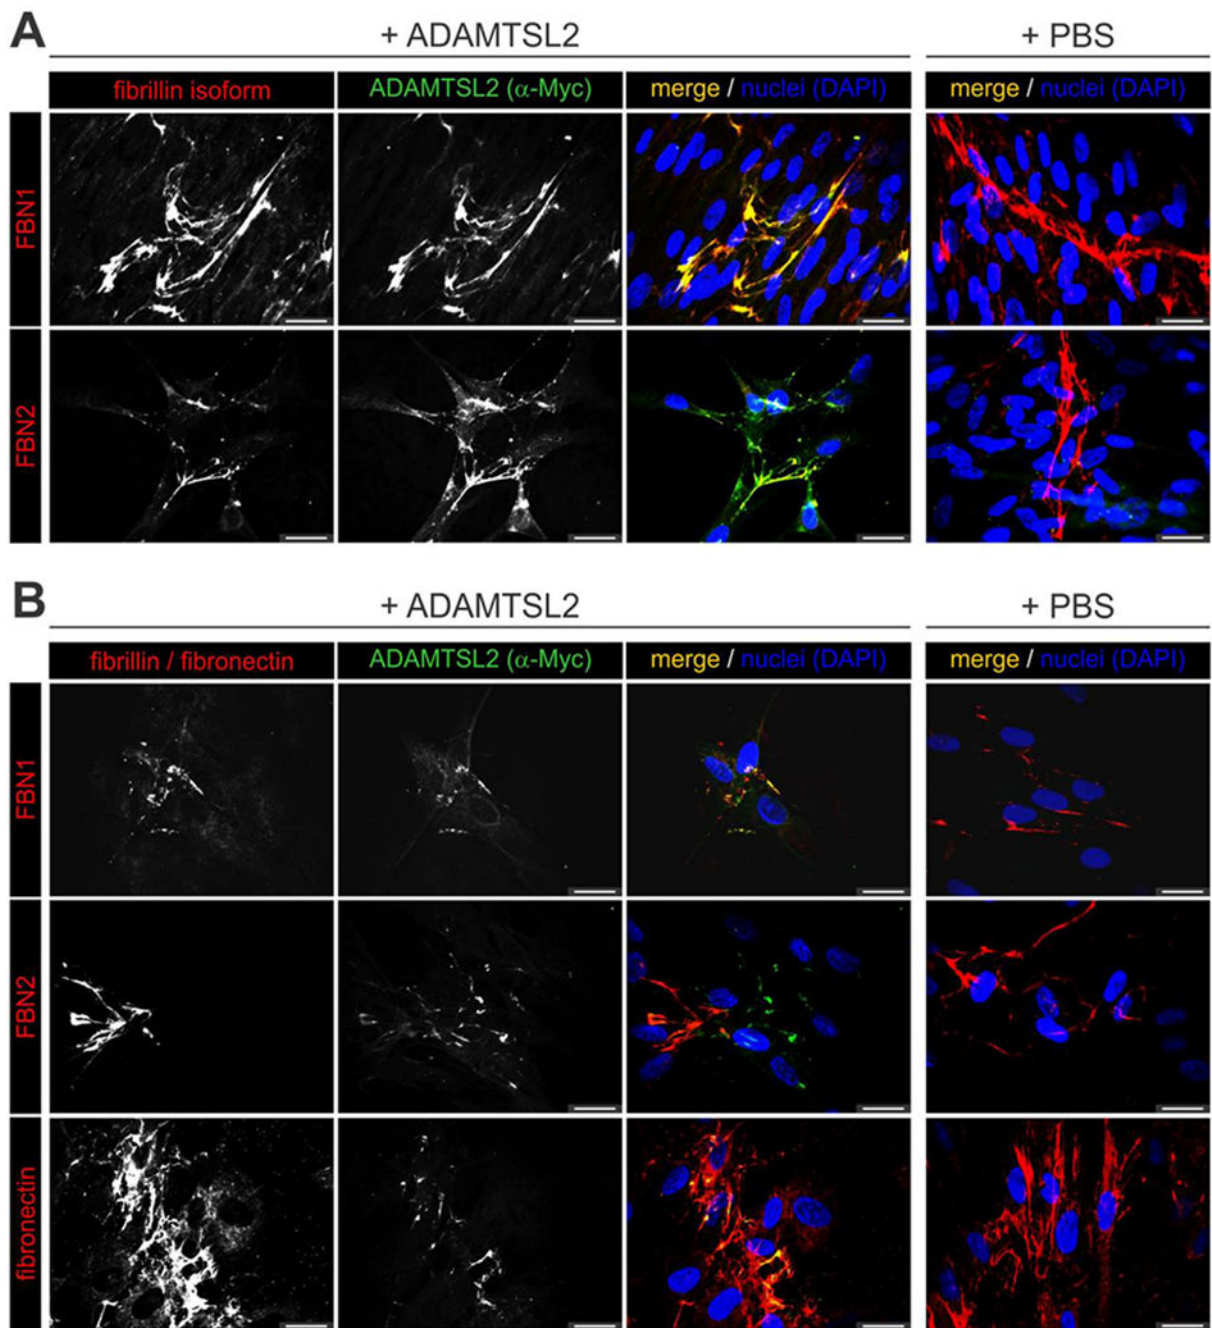 A
+ ADAMTSL2
+ PBS
fibrillin isoform
ADAMTSL2 (α-Myc)
merge / nuclei (DAPI)
merge / nuclei (DAPI)
FBN1
FBN2
B
+ ADAMTSL2
+ PBS
fibrillin / fibronectin
ADAMTSL2 (α-Myc)
merge / nuclei (DAPI)
merge / nuclei (DAPI)
FBN1
FBN2
fibronectin